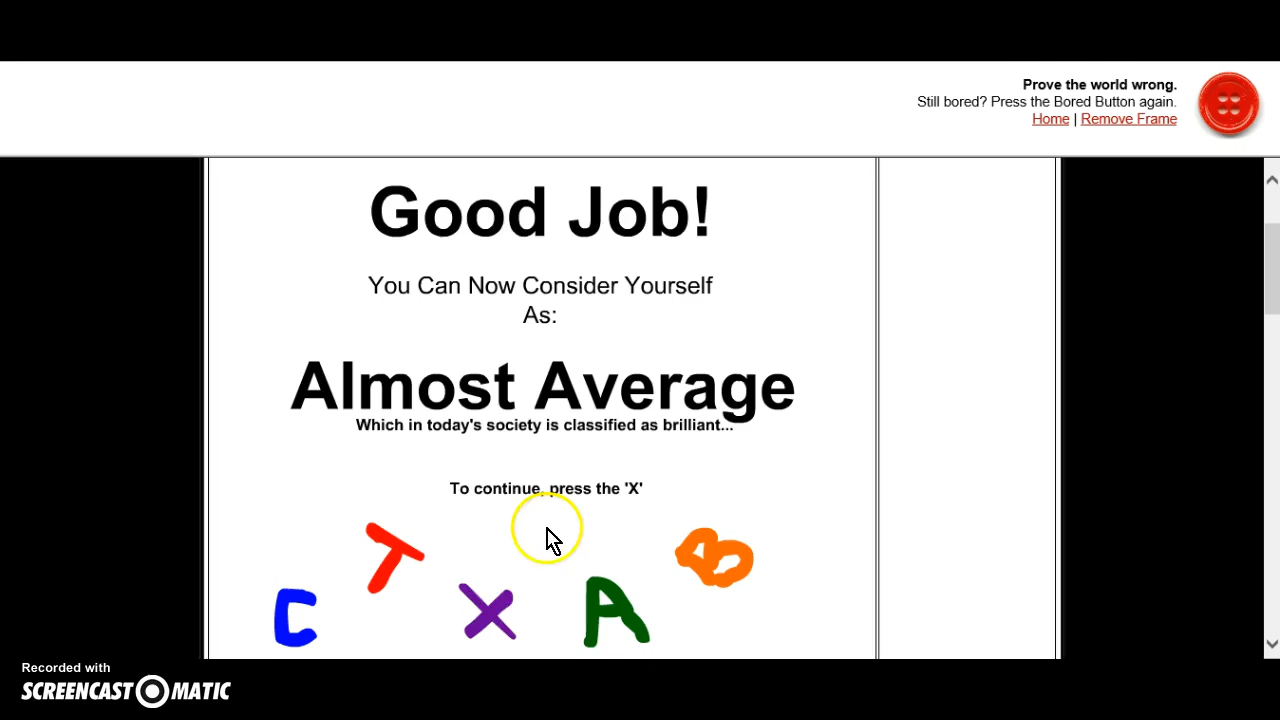 Prove the world wrong.
Still bored? Press the Bored Button again.
Home | Remove Frame
Good Job!
You Can Now Consider Yourself
As:
Almost Average
Which in today's society is classified as brilliant...
To continue, press the 'X'
C T X A B
Recorded with
SCREENCAST-O-MATIC